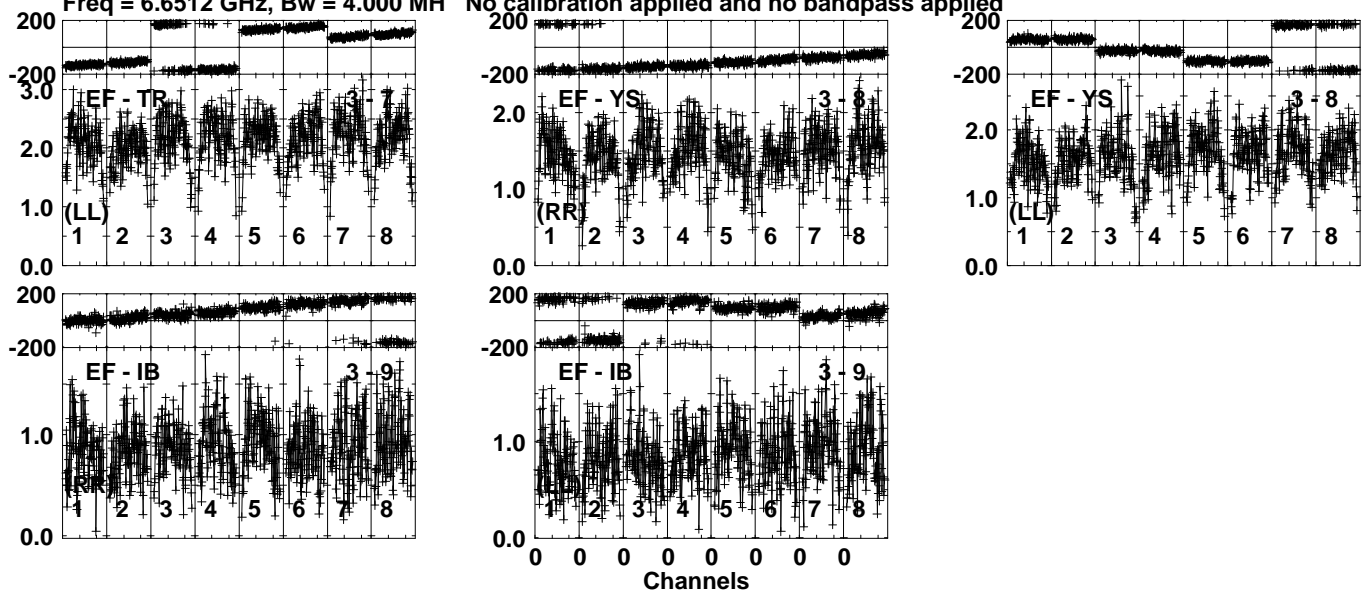 Freq = 6.6512 GHz, Bw = 4.000 MH No calibration applied and no bandpass applied
200
-200
3.0
2.0
1.0
0.0
EF - TR 3 - 7
(LL)
1 2 3 4 5 6 7 8
200
-200
2.0
1.0
0.0
EF - YS 3 - 8
(RR)
1 2 3 4 5 6 7 8
200
-200
2.0
1.0
0.0
EF - YS 3 - 8
(LL)
1 2 3 4 5 6 7 8
200
-200
1.0
0.0
EF - IB 3 - 9
(RR)
1 2 3 4 5 6 7 8
200
-200
1.0
0.0
EF - IB 3 - 9
(LL)
1 2 3 4 5 6 7 8
0 0 0 0 0 0 0 0
Channels